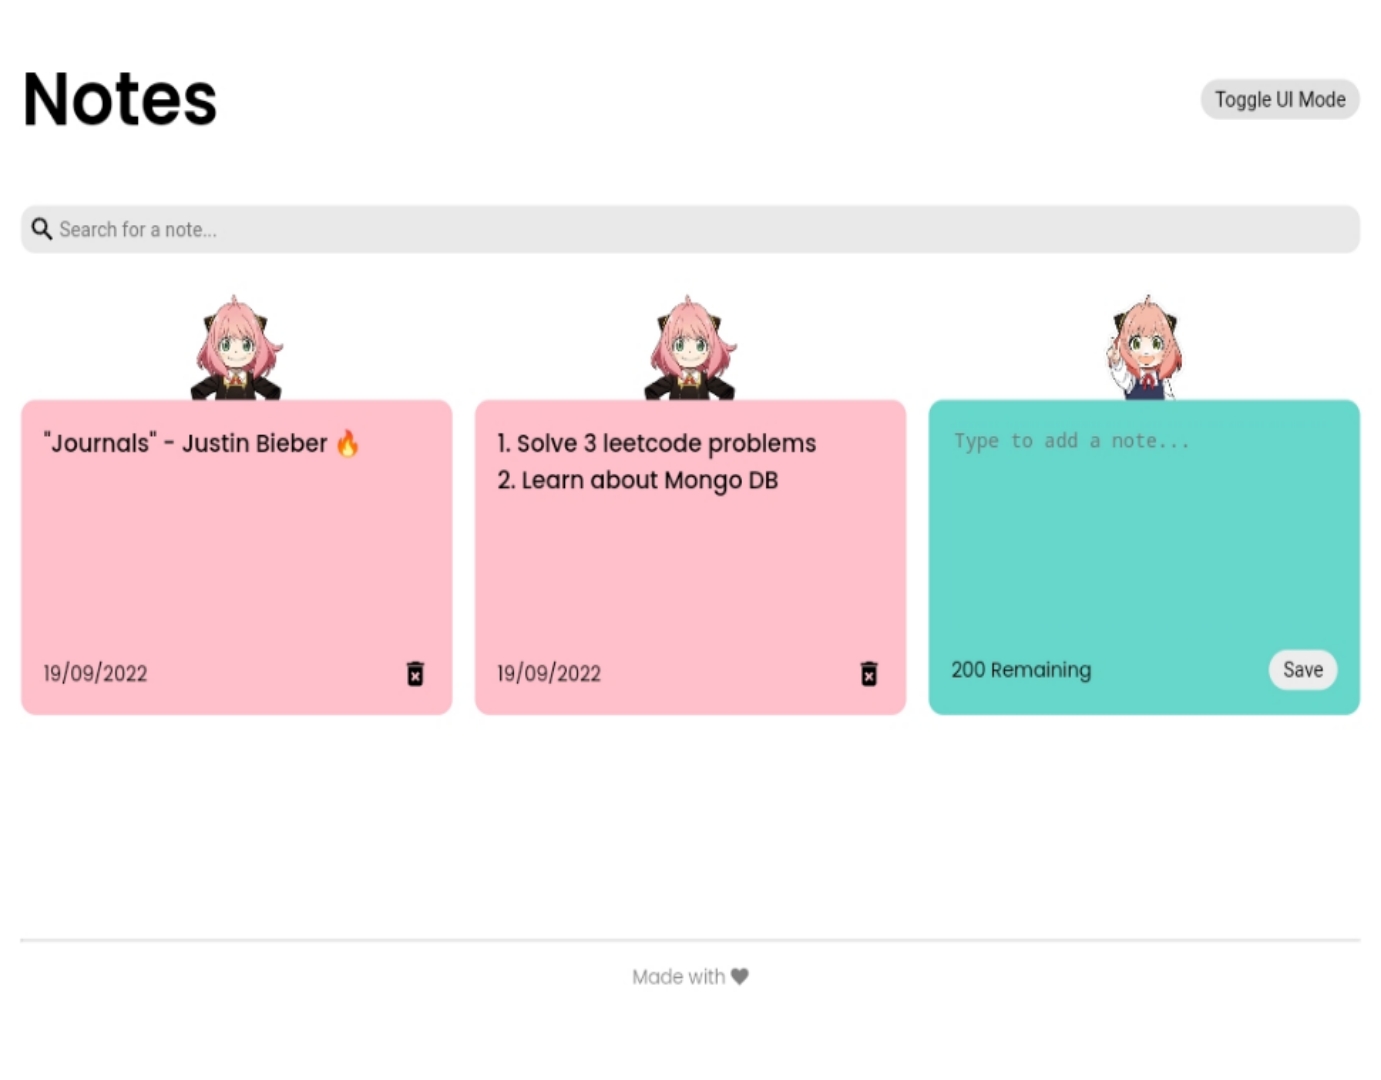 Notes
Toggle UI Mode
Search for a note...
"Journals" - Justin Bieber 🔥
19/09/2022
1. Solve 3 leetcode problems
2. Learn about Mongo DB
19/09/2022
Type to add a note...
200 Remaining
Save
Made with ♥